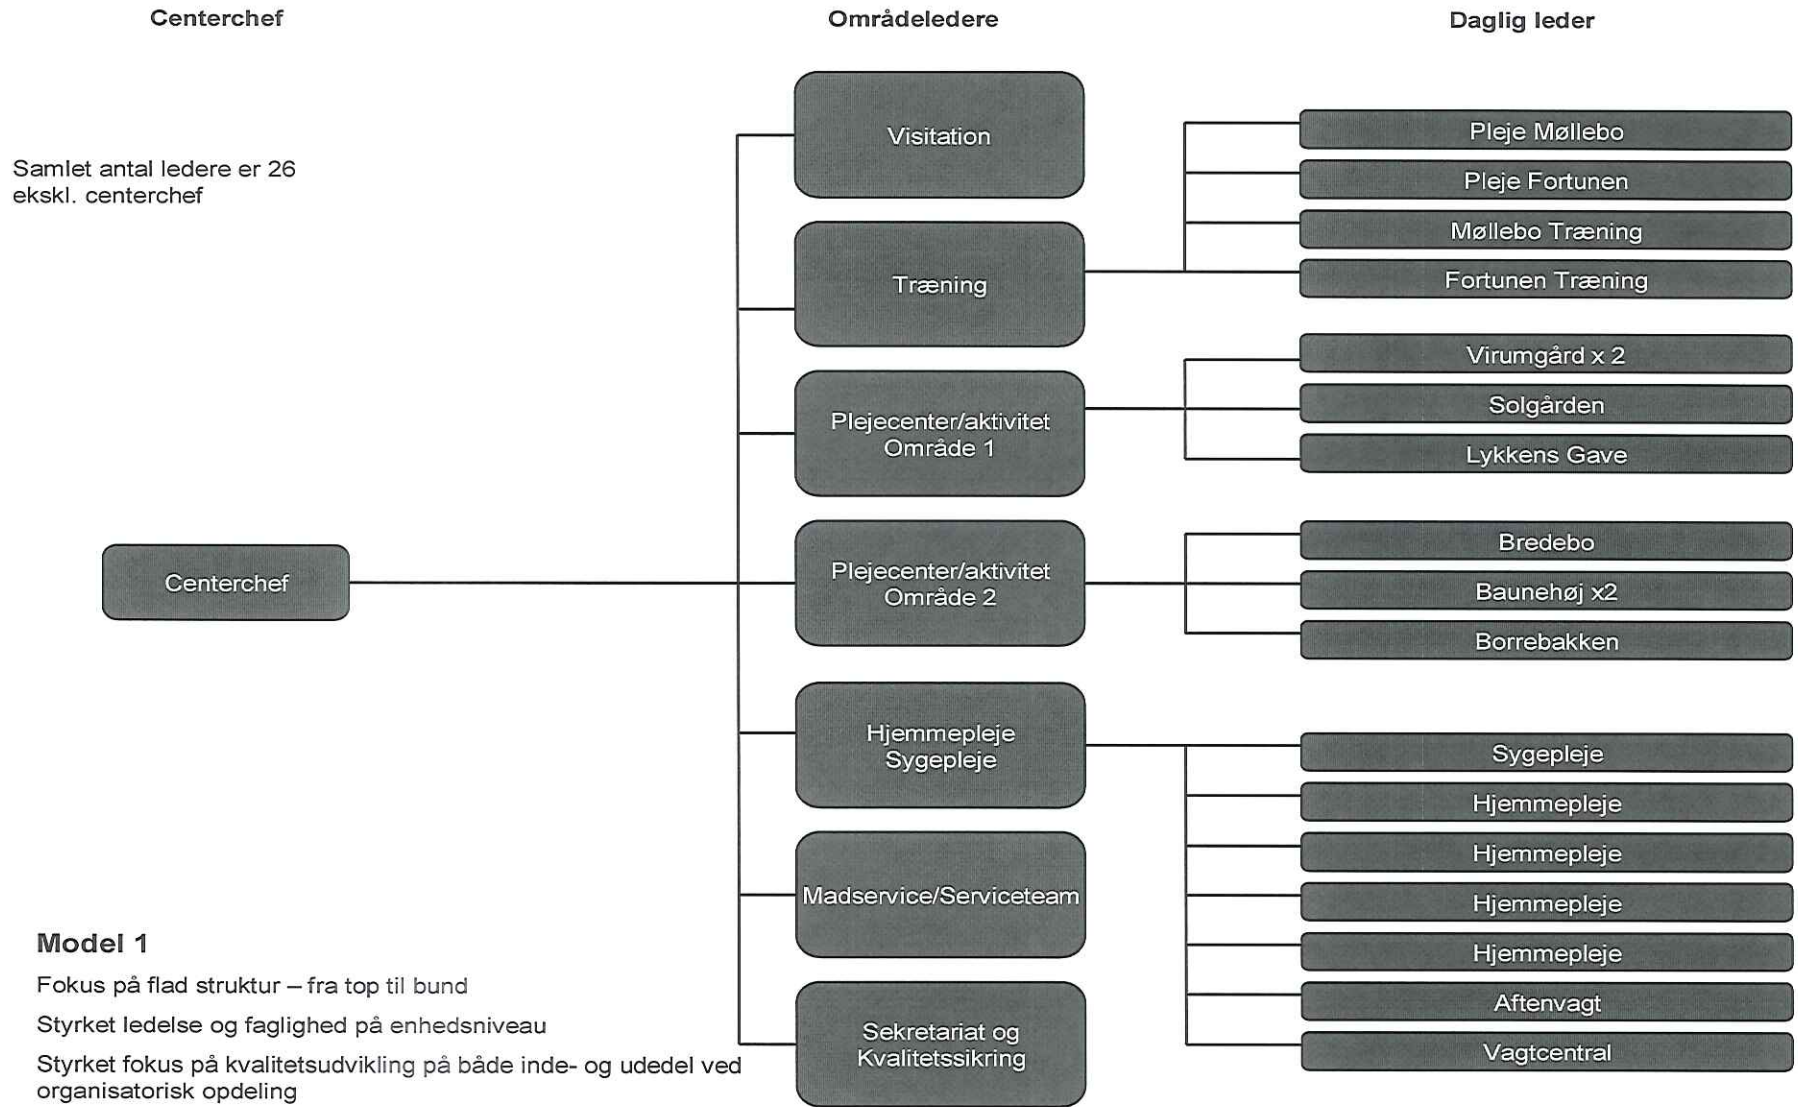 Centerchef
Områdeledere
Daglig leder
Samlet antal ledere er 26
ekskl. centerchef
Centerchef
Visitation
Træning
Plejecenter/aktivitet
Område 1
Plejecenter/aktivitet
Område 2
Hjemmepleje
Sygepleje
Madservice/Serviceteam
Sekretariat og
Kvalitetssikring
Pleje Møllebo
Pleje Fortunen
Møllebo Træning
Fortunen Træning
Virumgård x 2
Solgården
Lykkens Gave
Bredebo
Baunehøj x2
Borrebakken
Sygepleje
Hjemmepleje
Hjemmepleje
Hjemmepleje
Hjemmepleje
Aftenvagt
Vagtcentral
Model 1
Fokus på flad struktur – fra top til bund
Styrket ledelse og faglighed på enhedsniveau
Styrket fokus på kvalitetsudvikling på både inde- og udedel ved
organisatorisk opdeling